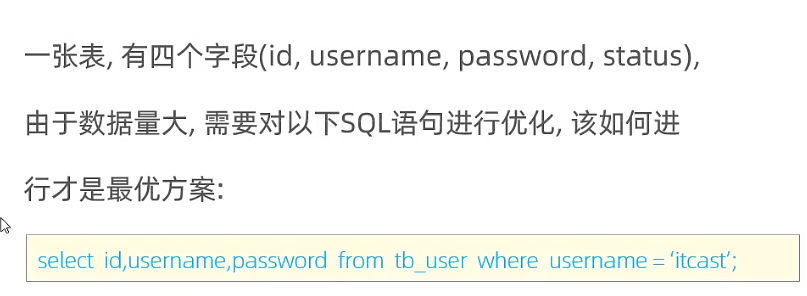 一张表, 有四个字段(id, username, password, status),
由于数据量大, 需要对以下SQL语句进行优化, 该如何进
行才是最优方案:
select id,username,password from tb_user where username = 'itcast';